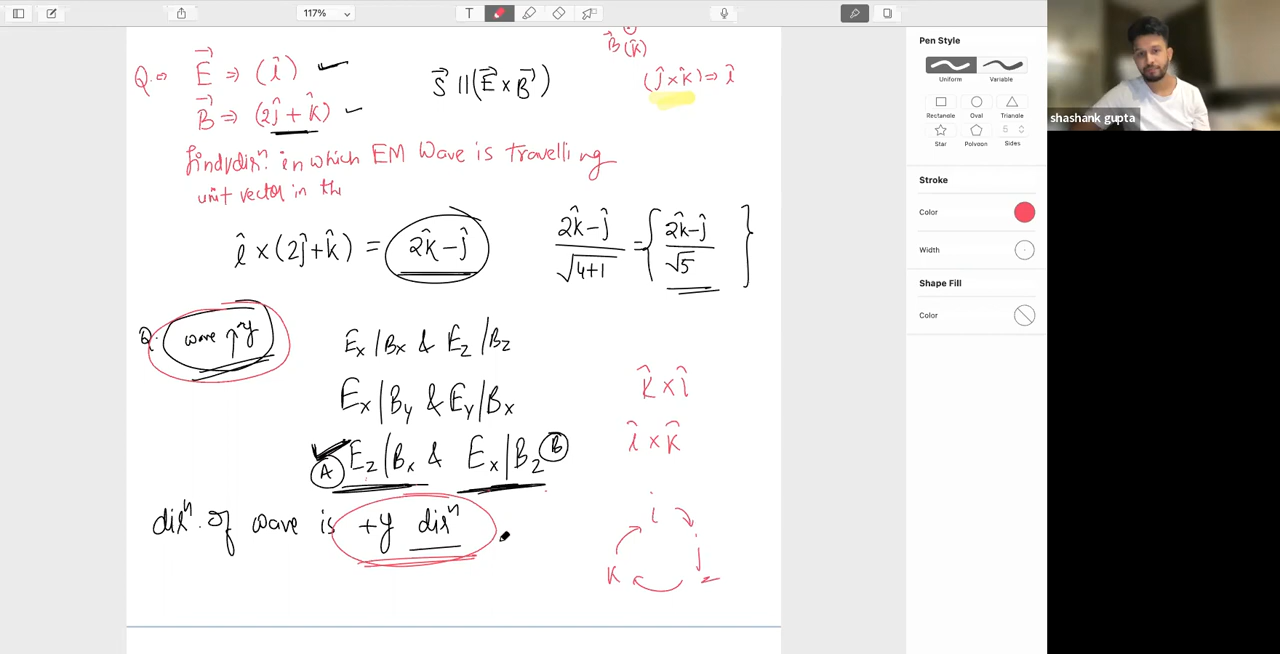 117%
T
B⃗(k̂)
Q.⇒ E⃗ ⇒ (î)
S⃗ || (E⃗ × B⃗)
(ĵ × k̂) ⇒ î
B⃗ ⇒ (2ĵ + k̂)
find dirⁿ. in which EM Wave is travelling
unit vector in the
î × (2ĵ + k̂) = 2k̂ – ĵ
2k̂ – ĵ / √4+1 = { 2k̂ – ĵ / √5 }
Q. wave ↑ Y
Ex | Bx & Ez | Bz
Ex | By & Ey | Bx
A Ez | Bx & Ex | Bz B
k̂ × î
î × k̂
dirⁿ. of wave is +y dirⁿ.
i
j
K
Pen Style
Uniform Variable
Rectangle Oval Triangle
5
Star Polygon Sides
Stroke
Color
Width
Shape Fill
Color
shashank gupta